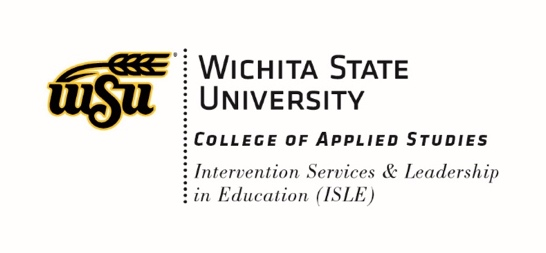 WSU®
WICHITA STATE
UNIVERSITY
COLLEGE OF APPLIED STUDIES
Intervention Services & Leadership
in Education (ISLE)